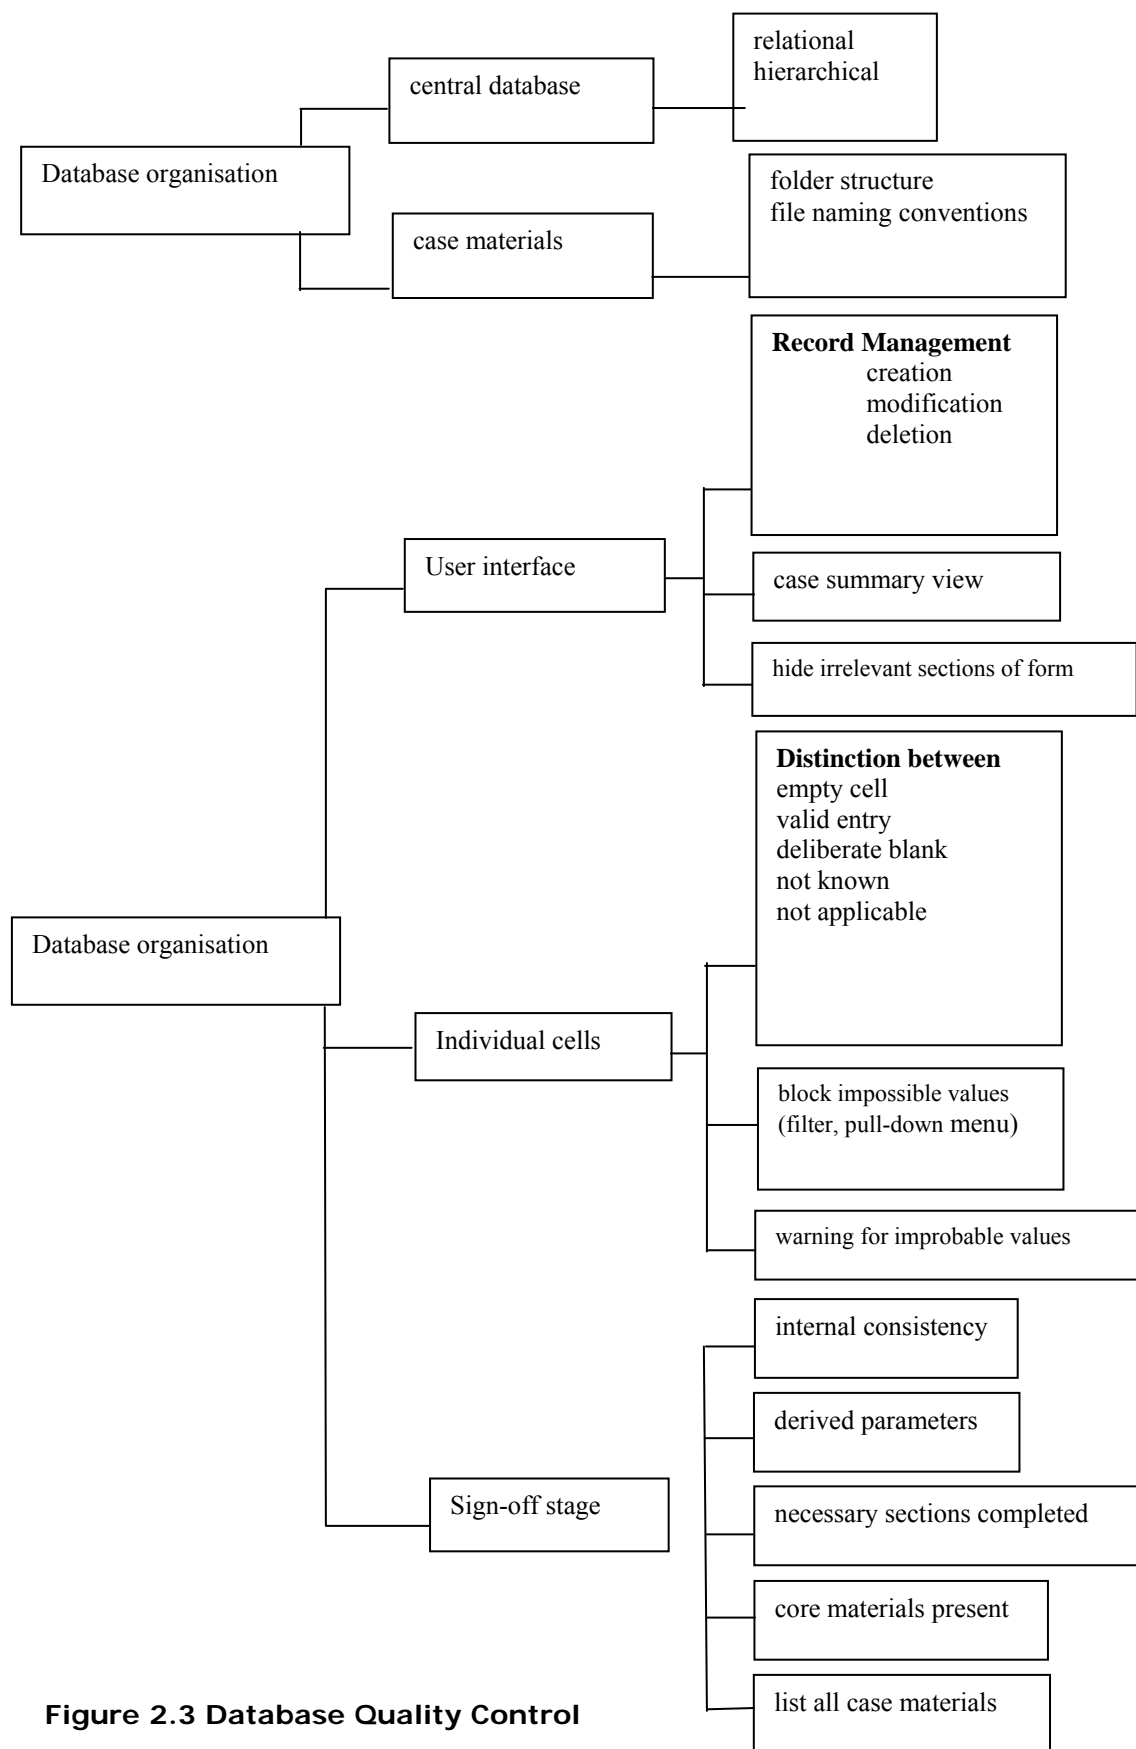 relational
hierarchical
central database
Database organisation
folder structure
file naming conventions
case materials
Record Management
creation
modification
deletion
User interface
case summary view
hide irrelevant sections of form
Distinction between
empty cell
valid entry
deliberate blank
not known
not applicable
Database organisation
Individual cells
block impossible values
(filter, pull-down menu)
warning for improbable values
internal consistency
derived parameters
Sign-off stage
necessary sections completed
core materials present
list all case materials
Figure 2.3 Database Quality Control